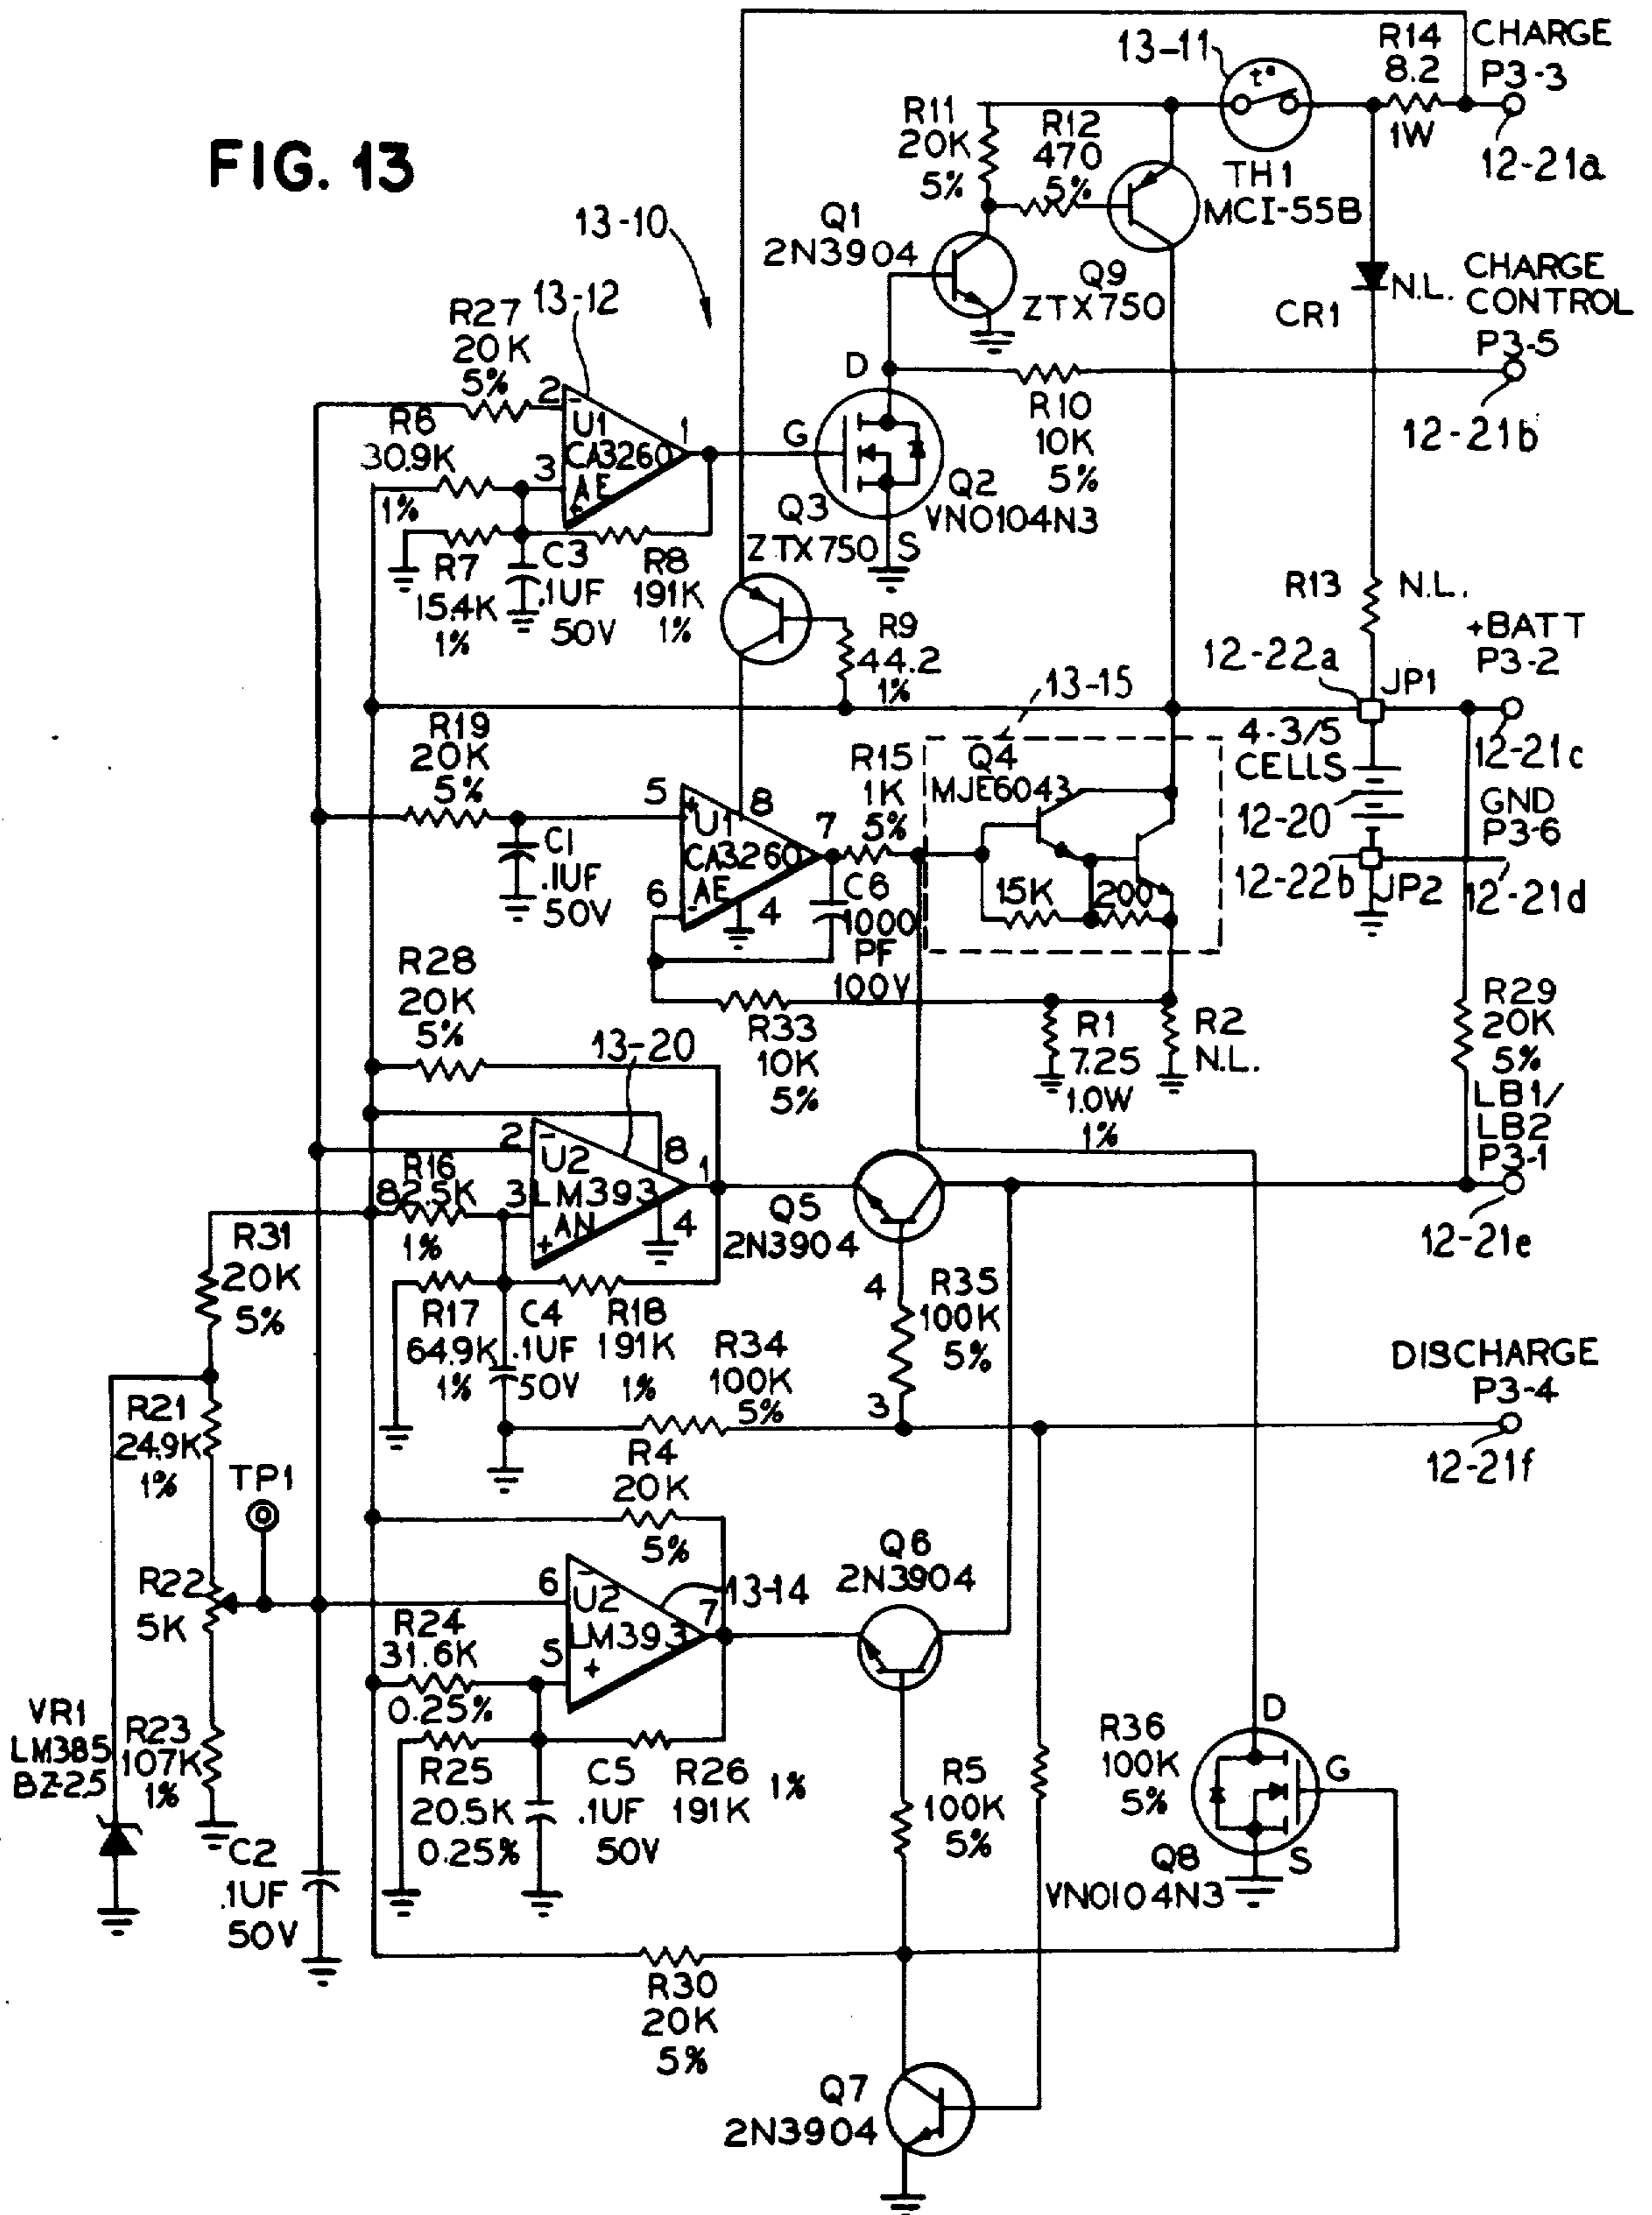 FIG. 13
13-10
13-11
t°
R14
8.2
1W
CHARGE
P3-3
12-21a
R11
20K
5%
R12
470
5%
TH1
MCI-55B
Q1
2N3904
Q9
ZTX750
CR1
N.L.
CHARGE
CONTROL
P3-5
12-21b
R27
20K
5%
13-12
2
-
U1
CA3260
AE
+
3
1
R6
30.9K
1%
R7
15.4K
1%
C3
.1UF
50V
R8
191K
1%
D
G
S
Q2
VN0104N3
R10
10K
5%
Q3
ZTX750
R9
44.2
1%
R13
N.L.
+BATT
P3-2
12-22a
JP1
12-21c
13-15
4-3/5
CELLS
12-20
GND
P3-6
12-22b
JP2
12-21d
R19
20K
5%
C1
.1UF
50V
5
+
U1
CA3260
AE
-
6
8
7
4
R15
1K
5%
C6
1000
PF
100V
Q4
MJE6043
15K
200
R33
10K
5%
R1
7.25
1.0W
1%
R2
N.L.
R29
20K
5%
LB1/
LB2
P3-1
12-21e
R28
20K
5%
13-20
2
-
U2
LM393
AN
+
3
8
1
4
R16
82.5K
1%
R17
64.9K
1%
C4
.1UF
50V
R18
191K
1%
Q5
2N3904
4
R35
100K
5%
3
R34
100K
5%
DISCHARGE
P3-4
12-21f
R31
20K
5%
R21
24.9K
1%
TP1
R22
5K
R23
107K
1%
VR1
LM385
BZ-2.5
C2
.1UF
50V
R4
20K
5%
6
-
U2
LM393
+
5
7
13-14
R24
31.6K
0.25%
R25
20.5K
0.25%
C5
.1UF
50V
R26
191K
1%
Q6
2N3904
R5
100K
5%
R36
100K
5%
D
G
S
Q8
VN0104N3
R30
20K
5%
Q7
2N3904